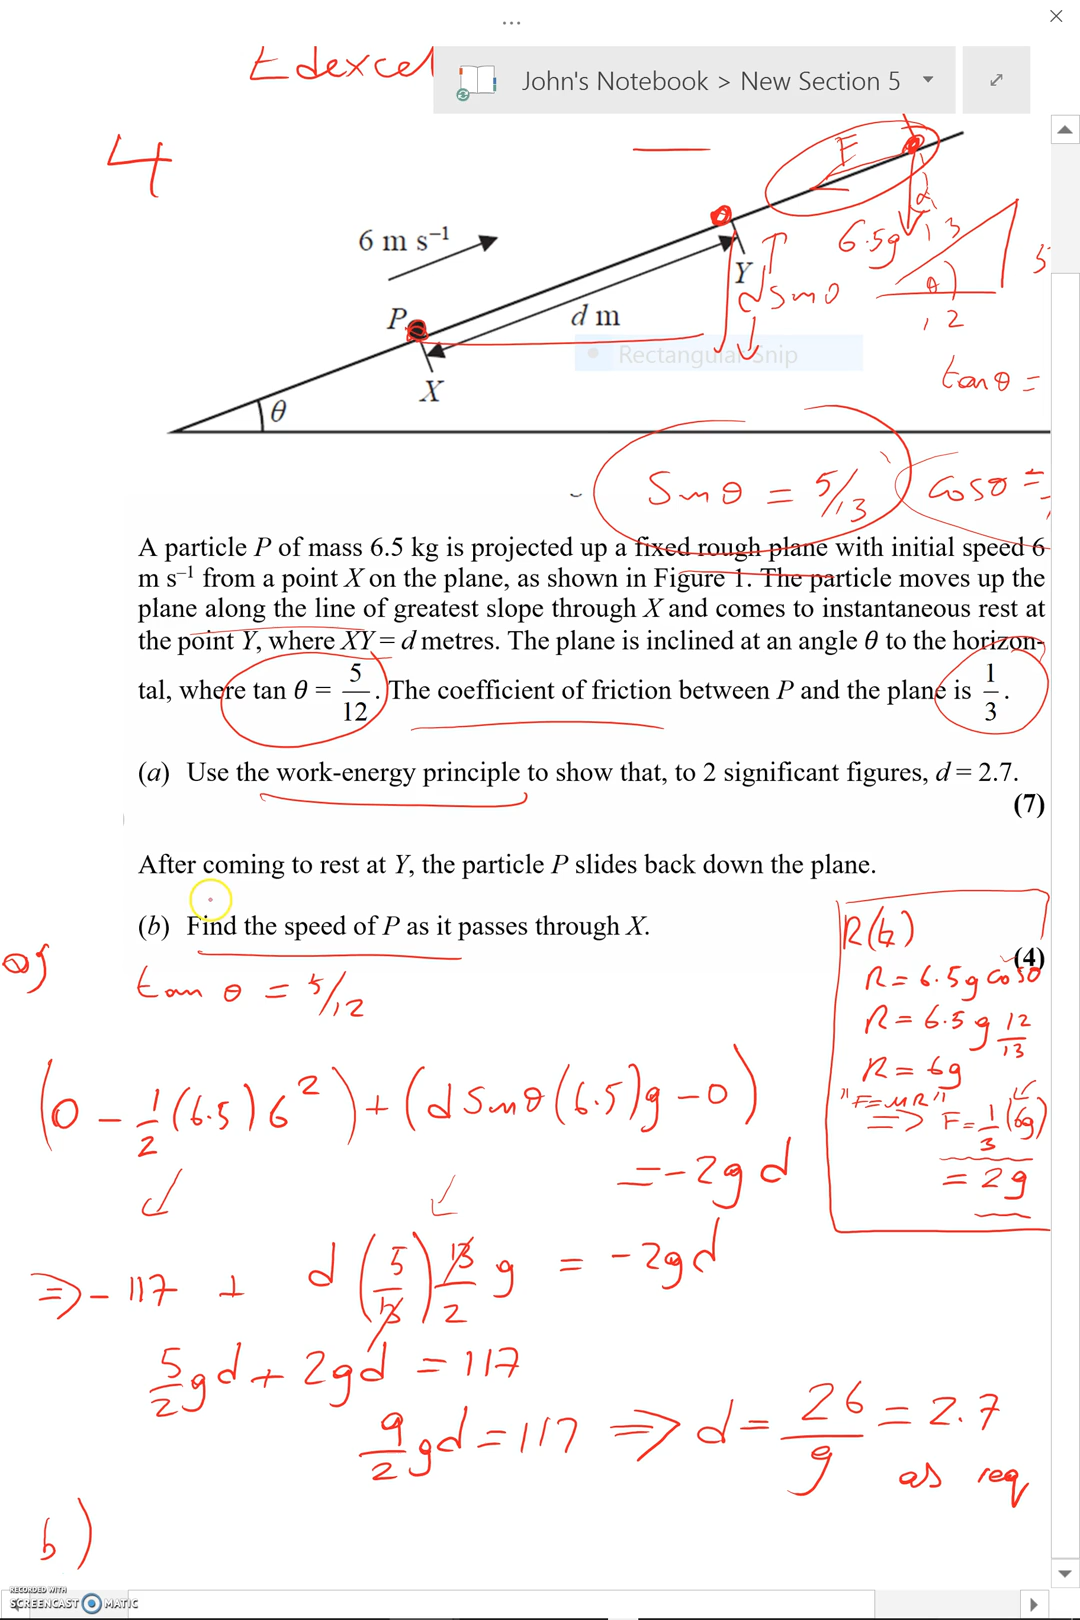 Edexcel
John's Notebook > New Section 5
4
F
6 m s⁻¹
6.5g
13
5
θ
12
Y
d sinθ
P
d m
Rectangular Snip
X
θ
tan θ =
Sinθ = 5/13
cosθ =
A particle P of mass 6.5 kg is projected up a fixed rough plane with initial speed 6
m s⁻¹ from a point X on the plane, as shown in Figure 1. The particle moves up the
plane along the line of greatest slope through X and comes to instantaneous rest at
the point Y, where XY = d metres. The plane is inclined at an angle θ to the horizon-
tal, where tan θ = 5/12. The coefficient of friction between P and the plane is 1/3.
(a) Use the work-energy principle to show that, to 2 significant figures, d = 2.7.
(7)
After coming to rest at Y, the particle P slides back down the plane.
(b) Find the speed of P as it passes through X.
(4)
a)
tan θ = 5/12
(0 - 1/2 (6.5) 6²) + (d Sinθ (6.5)g - 0)
= -2gd
⇒ - 117 + d (5/13) 13/2 g = -2gd
5/2 gd + 2gd = 117
9/2 gd = 117 ⇒ d = 26/g = 2.7
as req
R = 6.5g cosθ
R = 6.5g 12/13
R = 6g
"F=μR"
⇒ F = 1/3 (6g)
= 2g
b)
RECORDED WITH
SCREENCAST MATIC